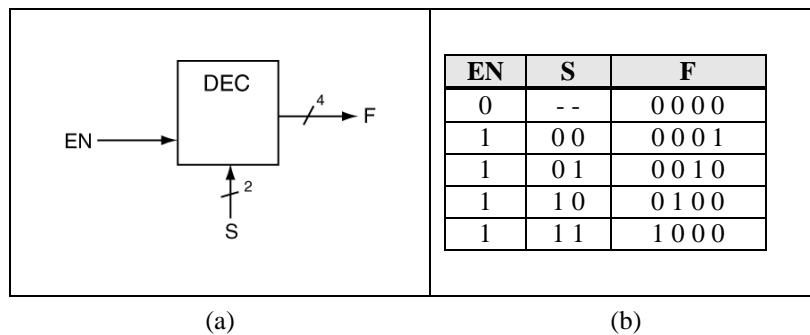 DEC
4
F
EN
2
S
EN S F
0 - - 0 0 0 0
1 0 0 0 0 0 1
1 0 1 0 0 1 0
1 1 0 0 1 0 0
1 1 1 1 0 0 0
(a) (b)